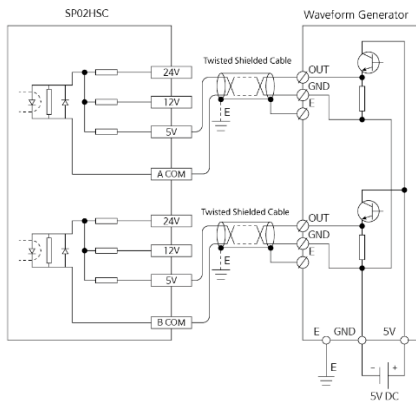 SP02HSC
Waveform Generator
24V
12V
5V
A COM
Twisted Shielded Cable
E
OUT
GND
E
24V
12V
5V
B COM
Twisted Shielded Cable
E
OUT
GND
E
E GND 5V
E
- +
5V DC